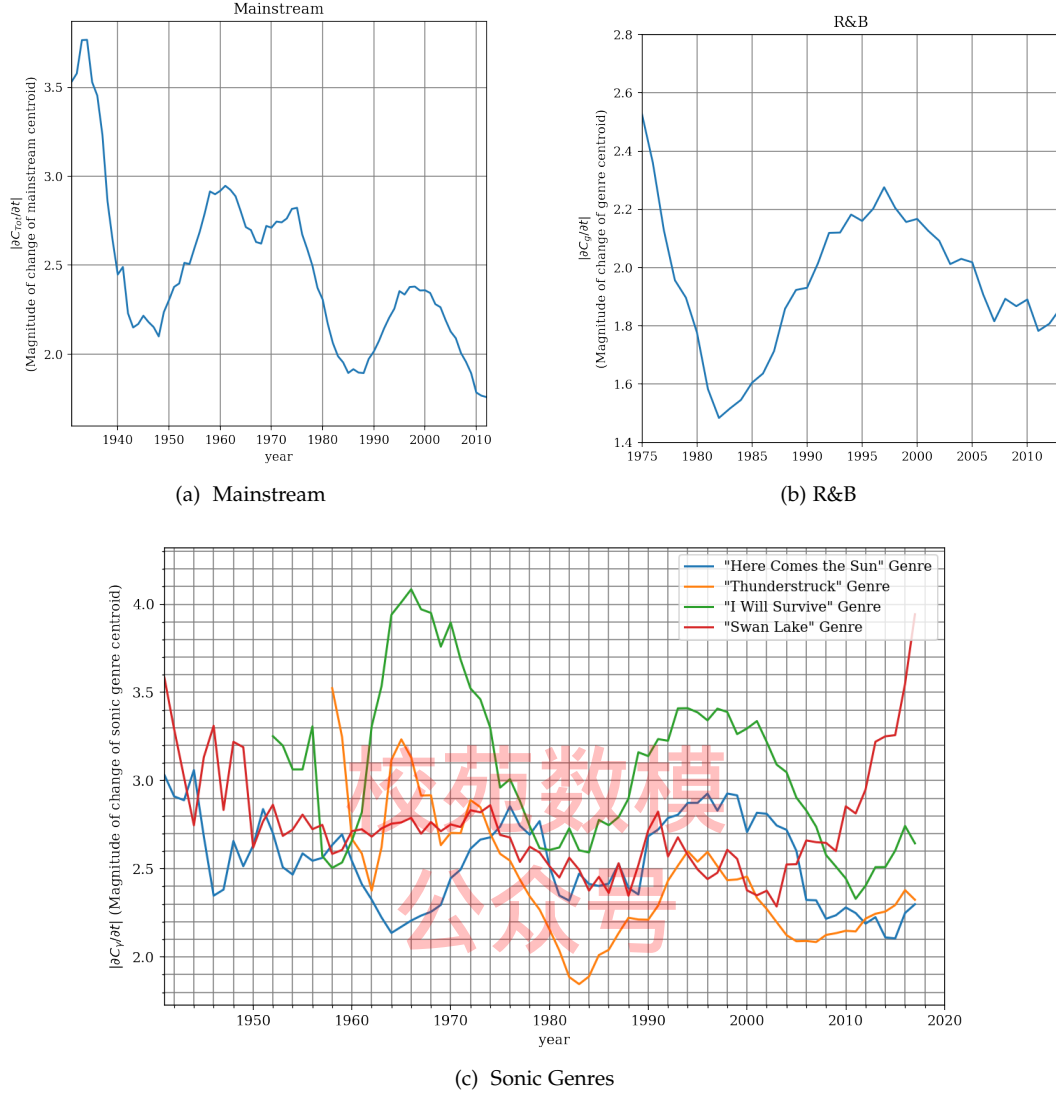 Mainstream
|∂C_Tot/∂t|
(Magnitude of change of mainstream centroid)
3.5
3.0
2.5
2.0
1940 1950 1960 1970 1980 1990 2000 2010
year
(a) Mainstream
R&B
|∂C_g/∂t|
(Magnitude of change of genre centroid)
2.8
2.6
2.4
2.2
2.0
1.8
1.6
1.4
1975 1980 1985 1990 1995 2000 2005 2010
(b) R&B
|∂C_γ/∂t| (Magnitude of change of sonic genre centroid)
4.0
3.5
3.0
2.5
2.0
"Here Comes the Sun" Genre
"Thunderstruck" Genre
"I Will Survive" Genre
"Swan Lake" Genre
校苑数模
公众号
1950 1960 1970 1980 1990 2000 2010 2020
year
(c) Sonic Genres